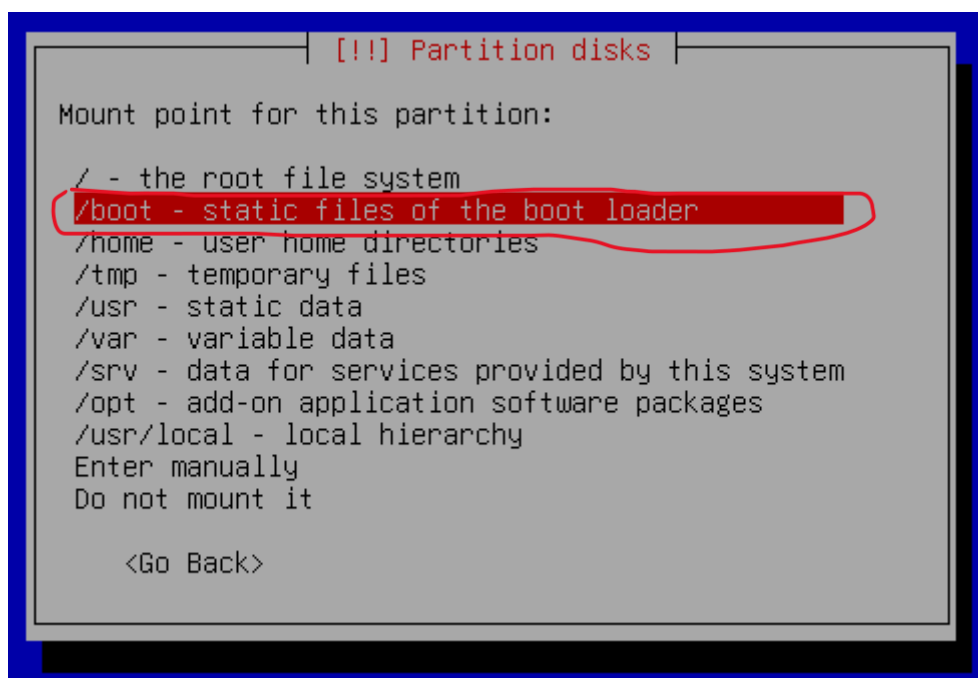 [!!] Partition disks
Mount point for this partition:
/ - the root file system
/boot - static files of the boot loader
/home - user home directories
/tmp - temporary files
/usr - static data
/var - variable data
/srv - data for services provided by this system
/opt - add-on application software packages
/usr/local - local hierarchy
Enter manually
Do not mount it
<Go Back>